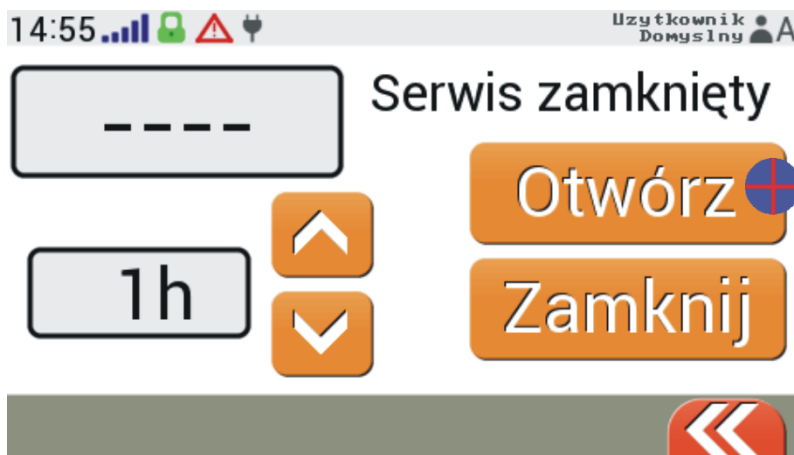 14:55
Uzytkownik
Domyslny
A
----
Serwis zamknięty
Otwórz
1h
Zamknij